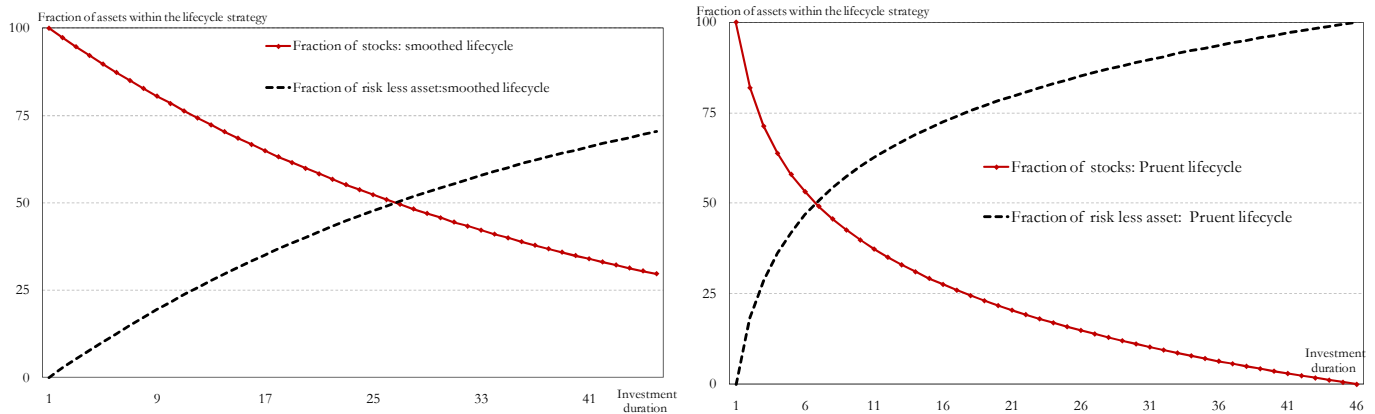 Fraction of assets within the lifecycle strategy
100
75
50
25
0
Fraction of stocks: smoothed lifecycle
Fraction of risk less asset:smoothed lifecycle
1 9 17 25 33 41
Investment
duration
Fraction of assets within the lifecycle strategy
100
75
50
25
0
Fraction of stocks: Pruent lifecycle
Fraction of risk less asset: Pruent lifecycle
Investment
duration
1 6 11 16 21 26 31 36 41 46